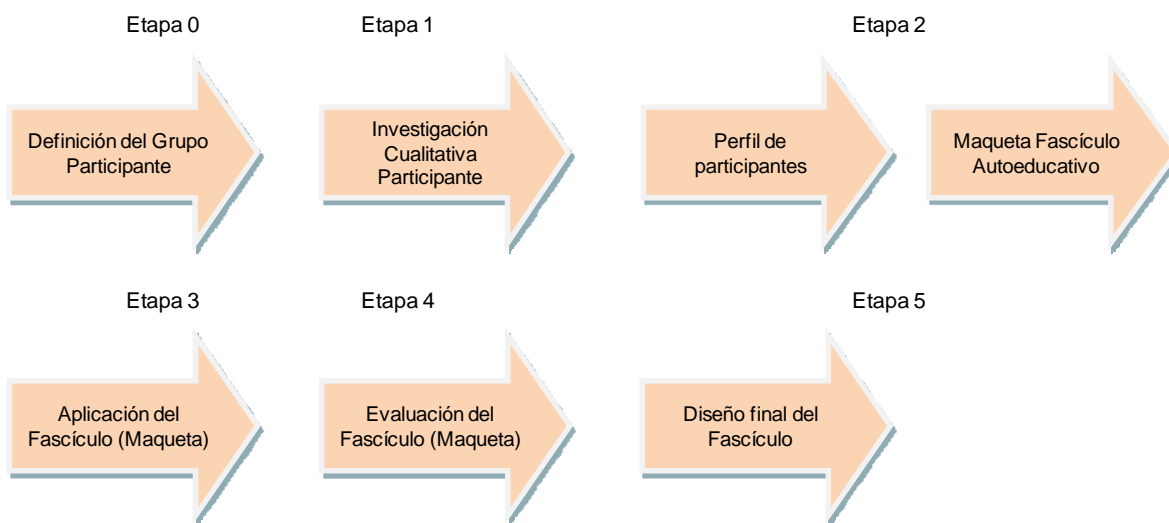 Etapa 0
Etapa 1
Etapa 2
Definición del Grupo
Participante
Investigación
Cualitativa
Participante
Perfil de
participantes
Maqueta Fascículo
Autoeducativo
Etapa 3
Etapa 4
Etapa 5
Aplicación del
Fascículo (Maqueta)
Evaluación del
Fascículo (Maqueta)
Diseño final del
Fascículo